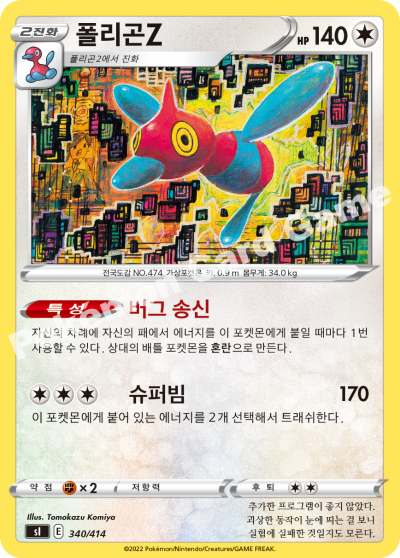 2진화 폴리곤Z HP 140
폴리곤2에서 진화
전국도감 NO.474 가상포켓몬 키: 0.9 m 몸무게: 34.0 kg
특성 버그 송신
자신의 차례에 자신의 패에서 에너지를 이 포켓몬에게 붙일 때마다 1번
사용할 수 있다. 상대의 배틀 포켓몬을 혼란으로 만든다.
슈퍼빔 170
이 포켓몬에게 붙어 있는 에너지를 2개 선택해서 트래쉬한다.
약점 ×2 저항력 후퇴
Illus. Tomokazu Komiya
sI E 340/414
추가한 프로그램이 좋지 않았다.
괴상한 동작이 눈에 띄는 걸 보니
실험에 실패한 것일지도 모른다.
©2022 Pokémon/Nintendo/Creatures/GAME FREAK.
Pokémon Card Game